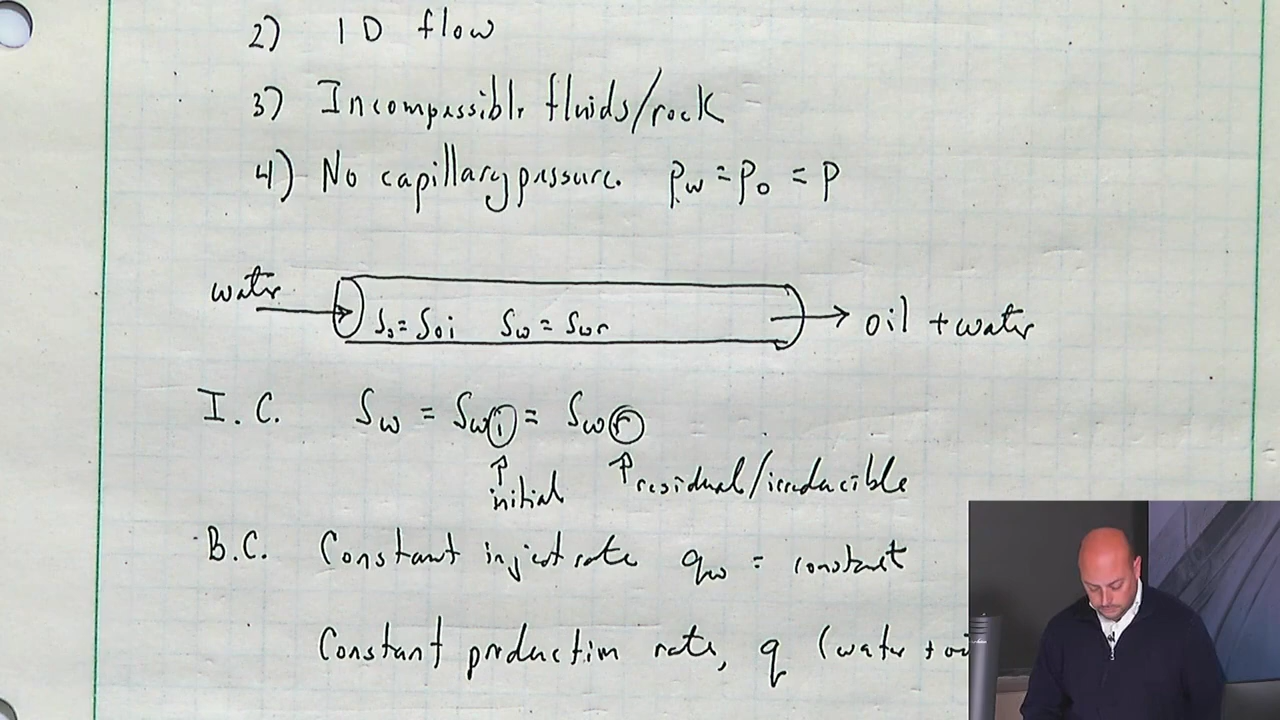 2) 1D flow
3) Incompressible fluids/rock
4) No capillary pressure. Pw = Po = P
water
So = Soi Sw = Swr
oil + water
I.C. Sw = Swi = Swr
initial
residual/irreducible
B.C. Constant inject rate qw = constant
Constant production rate, q (water +